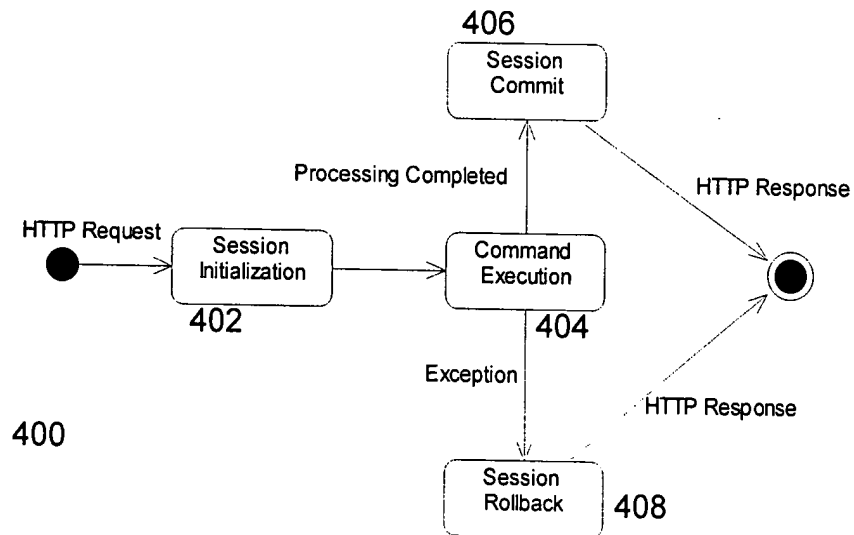 406
Session
Commit
Processing Completed
HTTP Response
HTTP Request
Session
Initialization
Command
Execution
402
404
Exception
HTTP Response
400
Session
Rollback
408